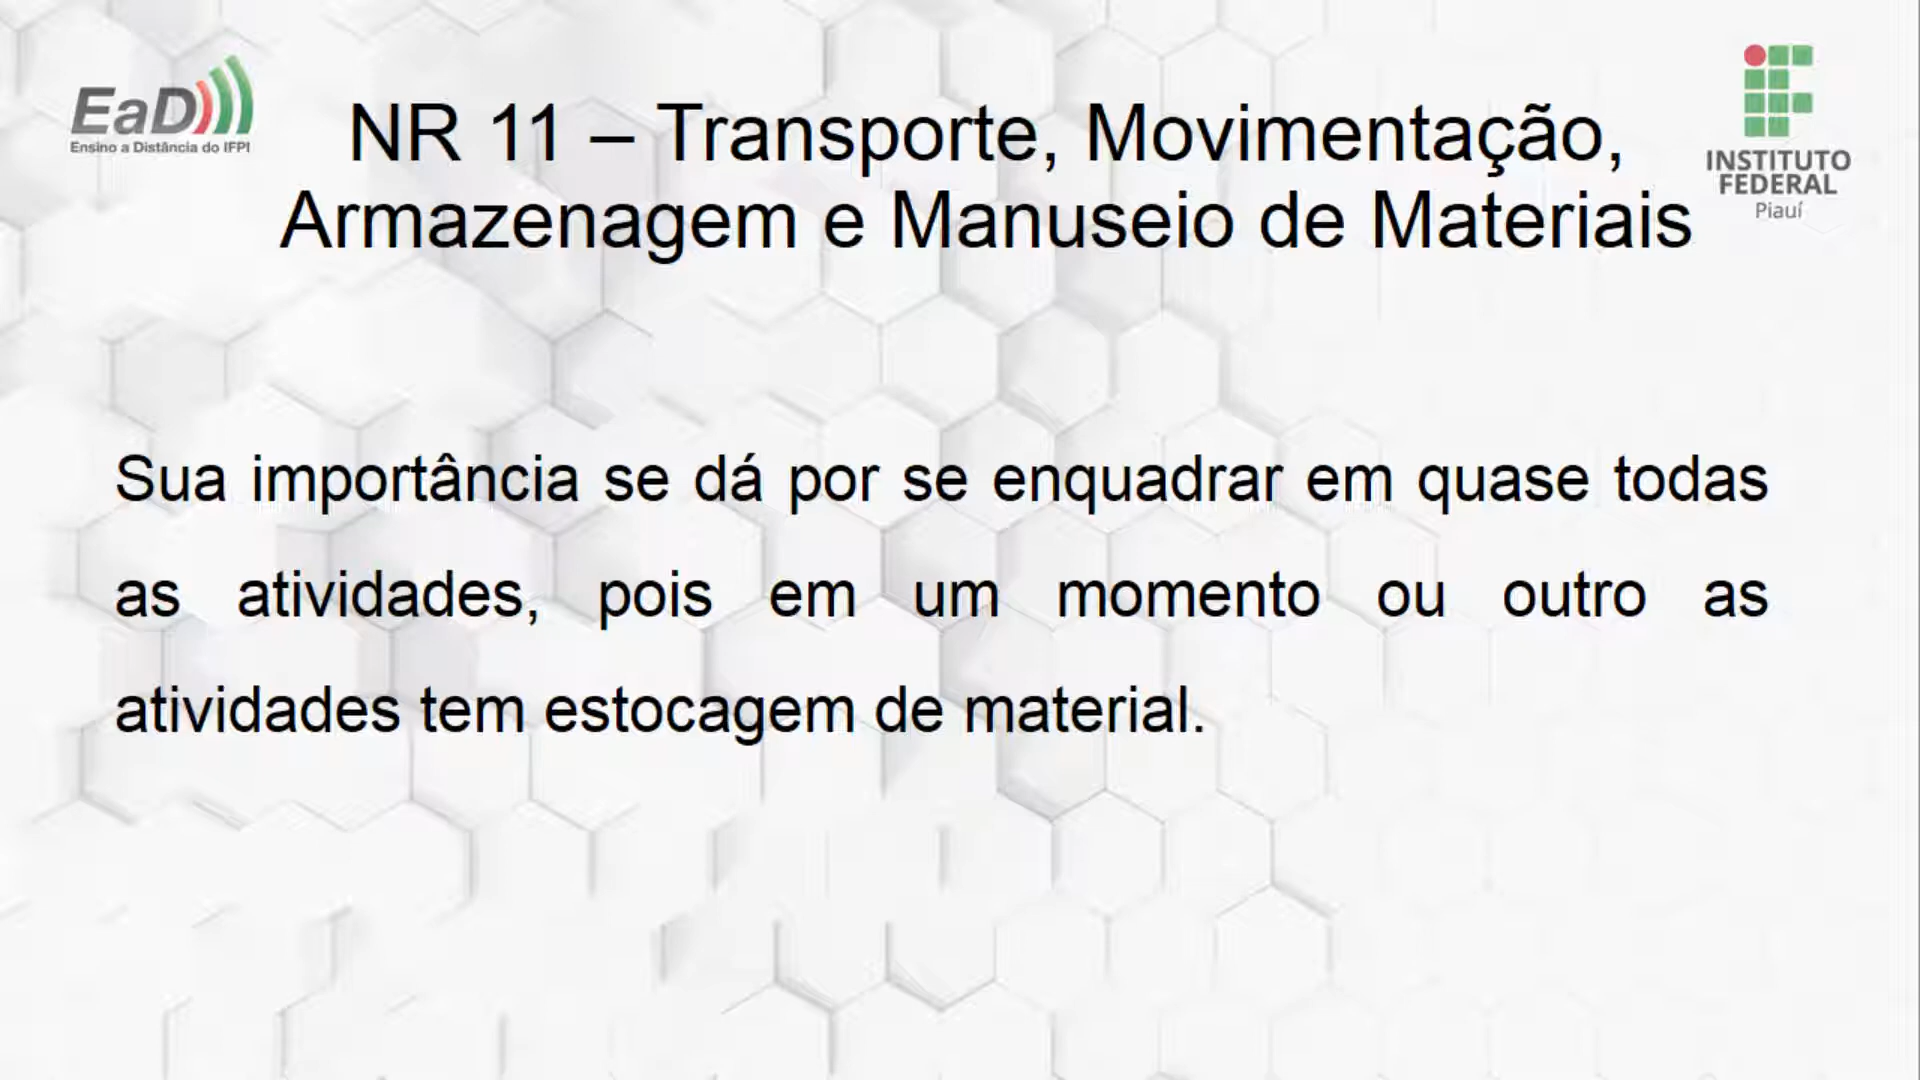 EaD
Ensino a Distância do IFPI
NR 11 – Transporte, Movimentação,
Armazenagem e Manuseio de Materiais
INSTITUTO
FEDERAL
Piauí
Sua importância se dá por se enquadrar em quase todas
as atividades, pois em um momento ou outro as
atividades tem estocagem de material.